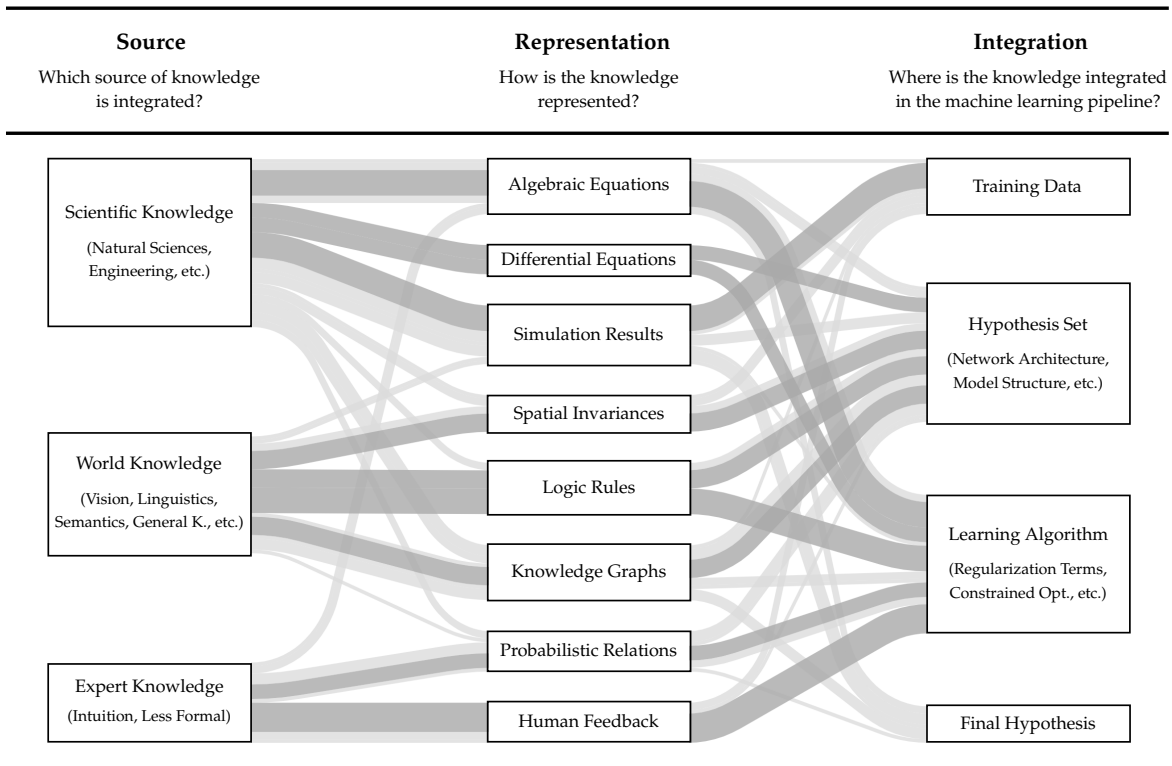 Source
Which source of knowledge
is integrated?
Representation
How is the knowledge
represented?
Integration
Where is the knowledge integrated
in the machine learning pipeline?
Scientific Knowledge
(Natural Sciences,
Engineering, etc.)
World Knowledge
(Vision, Linguistics,
Semantics, General K., etc.)
Expert Knowledge
(Intuition, Less Formal)
Algebraic Equations
Differential Equations
Simulation Results
Spatial Invariances
Logic Rules
Knowledge Graphs
Probabilistic Relations
Human Feedback
Training Data
Hypothesis Set
(Network Architecture,
Model Structure, etc.)
Learning Algorithm
(Regularization Terms,
Constrained Opt., etc.)
Final Hypothesis